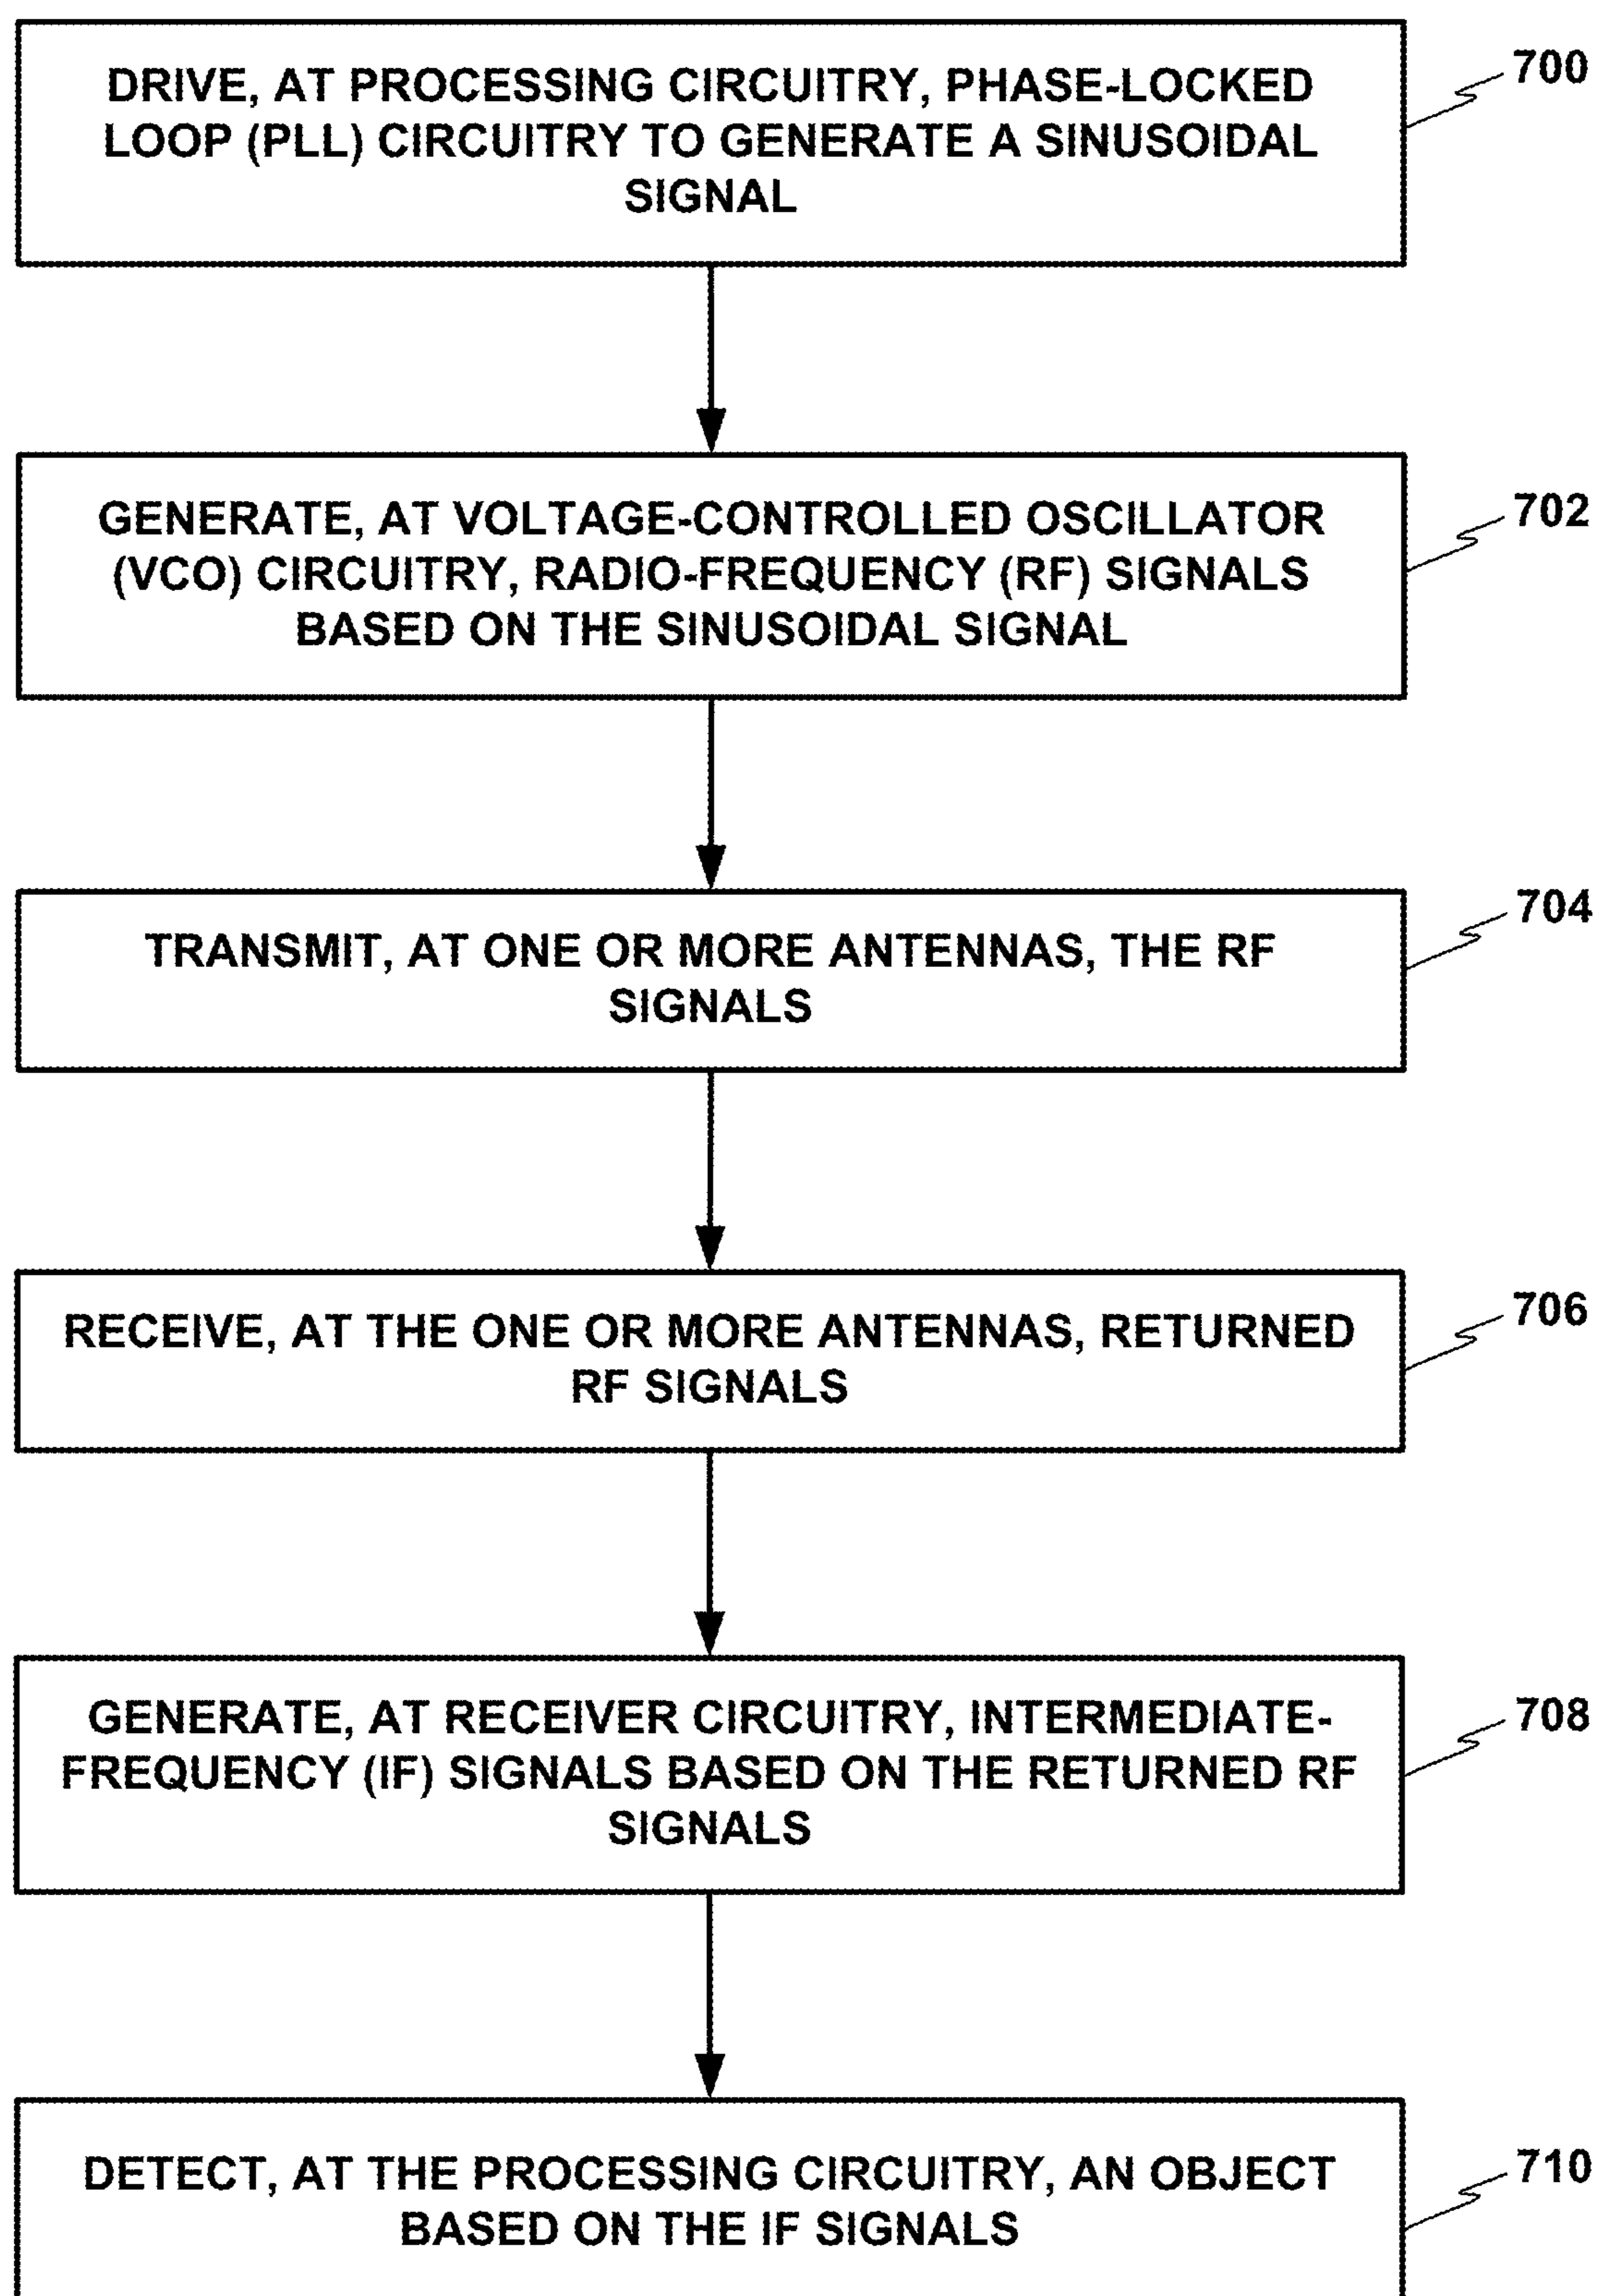 DRIVE, AT PROCESSING CIRCUITRY, PHASE-LOCKED
LOOP (PLL) CIRCUITRY TO GENERATE A SINUSOIDAL
SIGNAL
700
GENERATE, AT VOLTAGE-CONTROLLED OSCILLATOR
(VCO) CIRCUITRY, RADIO-FREQUENCY (RF) SIGNALS
BASED ON THE SINUSOIDAL SIGNAL
702
TRANSMIT, AT ONE OR MORE ANTENNAS, THE RF
SIGNALS
704
RECEIVE, AT THE ONE OR MORE ANTENNAS, RETURNED
RF SIGNALS
706
GENERATE, AT RECEIVER CIRCUITRY, INTERMEDIATE-
FREQUENCY (IF) SIGNALS BASED ON THE RETURNED RF
SIGNALS
708
DETECT, AT THE PROCESSING CIRCUITRY, AN OBJECT
BASED ON THE IF SIGNALS
710